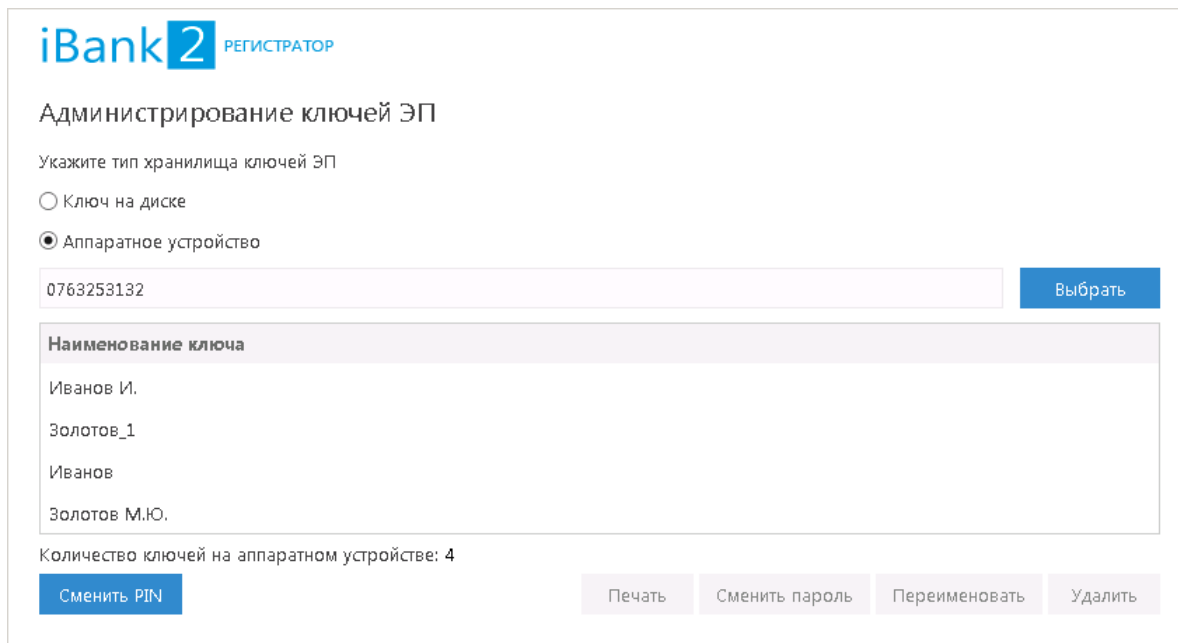 iBank 2 РЕГИСТРАТОР
Администрирование ключей ЭП
Укажите тип хранилища ключей ЭП
Ключ на диске
Аппаратное устройство
0763253132 Выбрать
Наименование ключа
Иванов И.
Золотов_1
Иванов
Золотов М.Ю.
Количество ключей на аппаратном устройстве: 4
Сменить PIN Печать Сменить пароль Переименовать Удалить